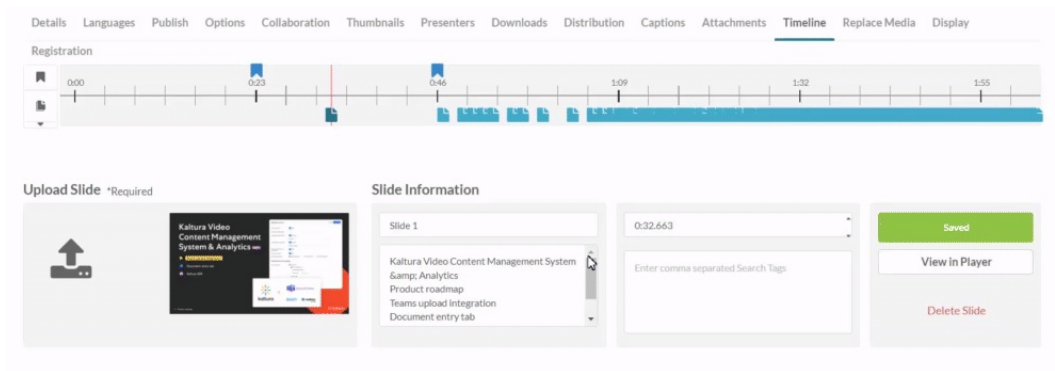 Details Languages Publish Options Collaboration Thumbnails Presenters Downloads Distribution Captions Attachments Timeline Replace Media Display
Registration
0:00 0:23 0:46 1:09 1:32 1:55
Upload Slide *Required
Slide Information
Kaltura Video
Content Management
System & Analytics
kaltura
Slide 1
Kaltura Video Content Management System
&amp; Analytics
Product roadmap
Teams upload integration
Document entry tab
0:32.663
Enter comma separated Search Tags
Saved
View in Player
Delete Slide